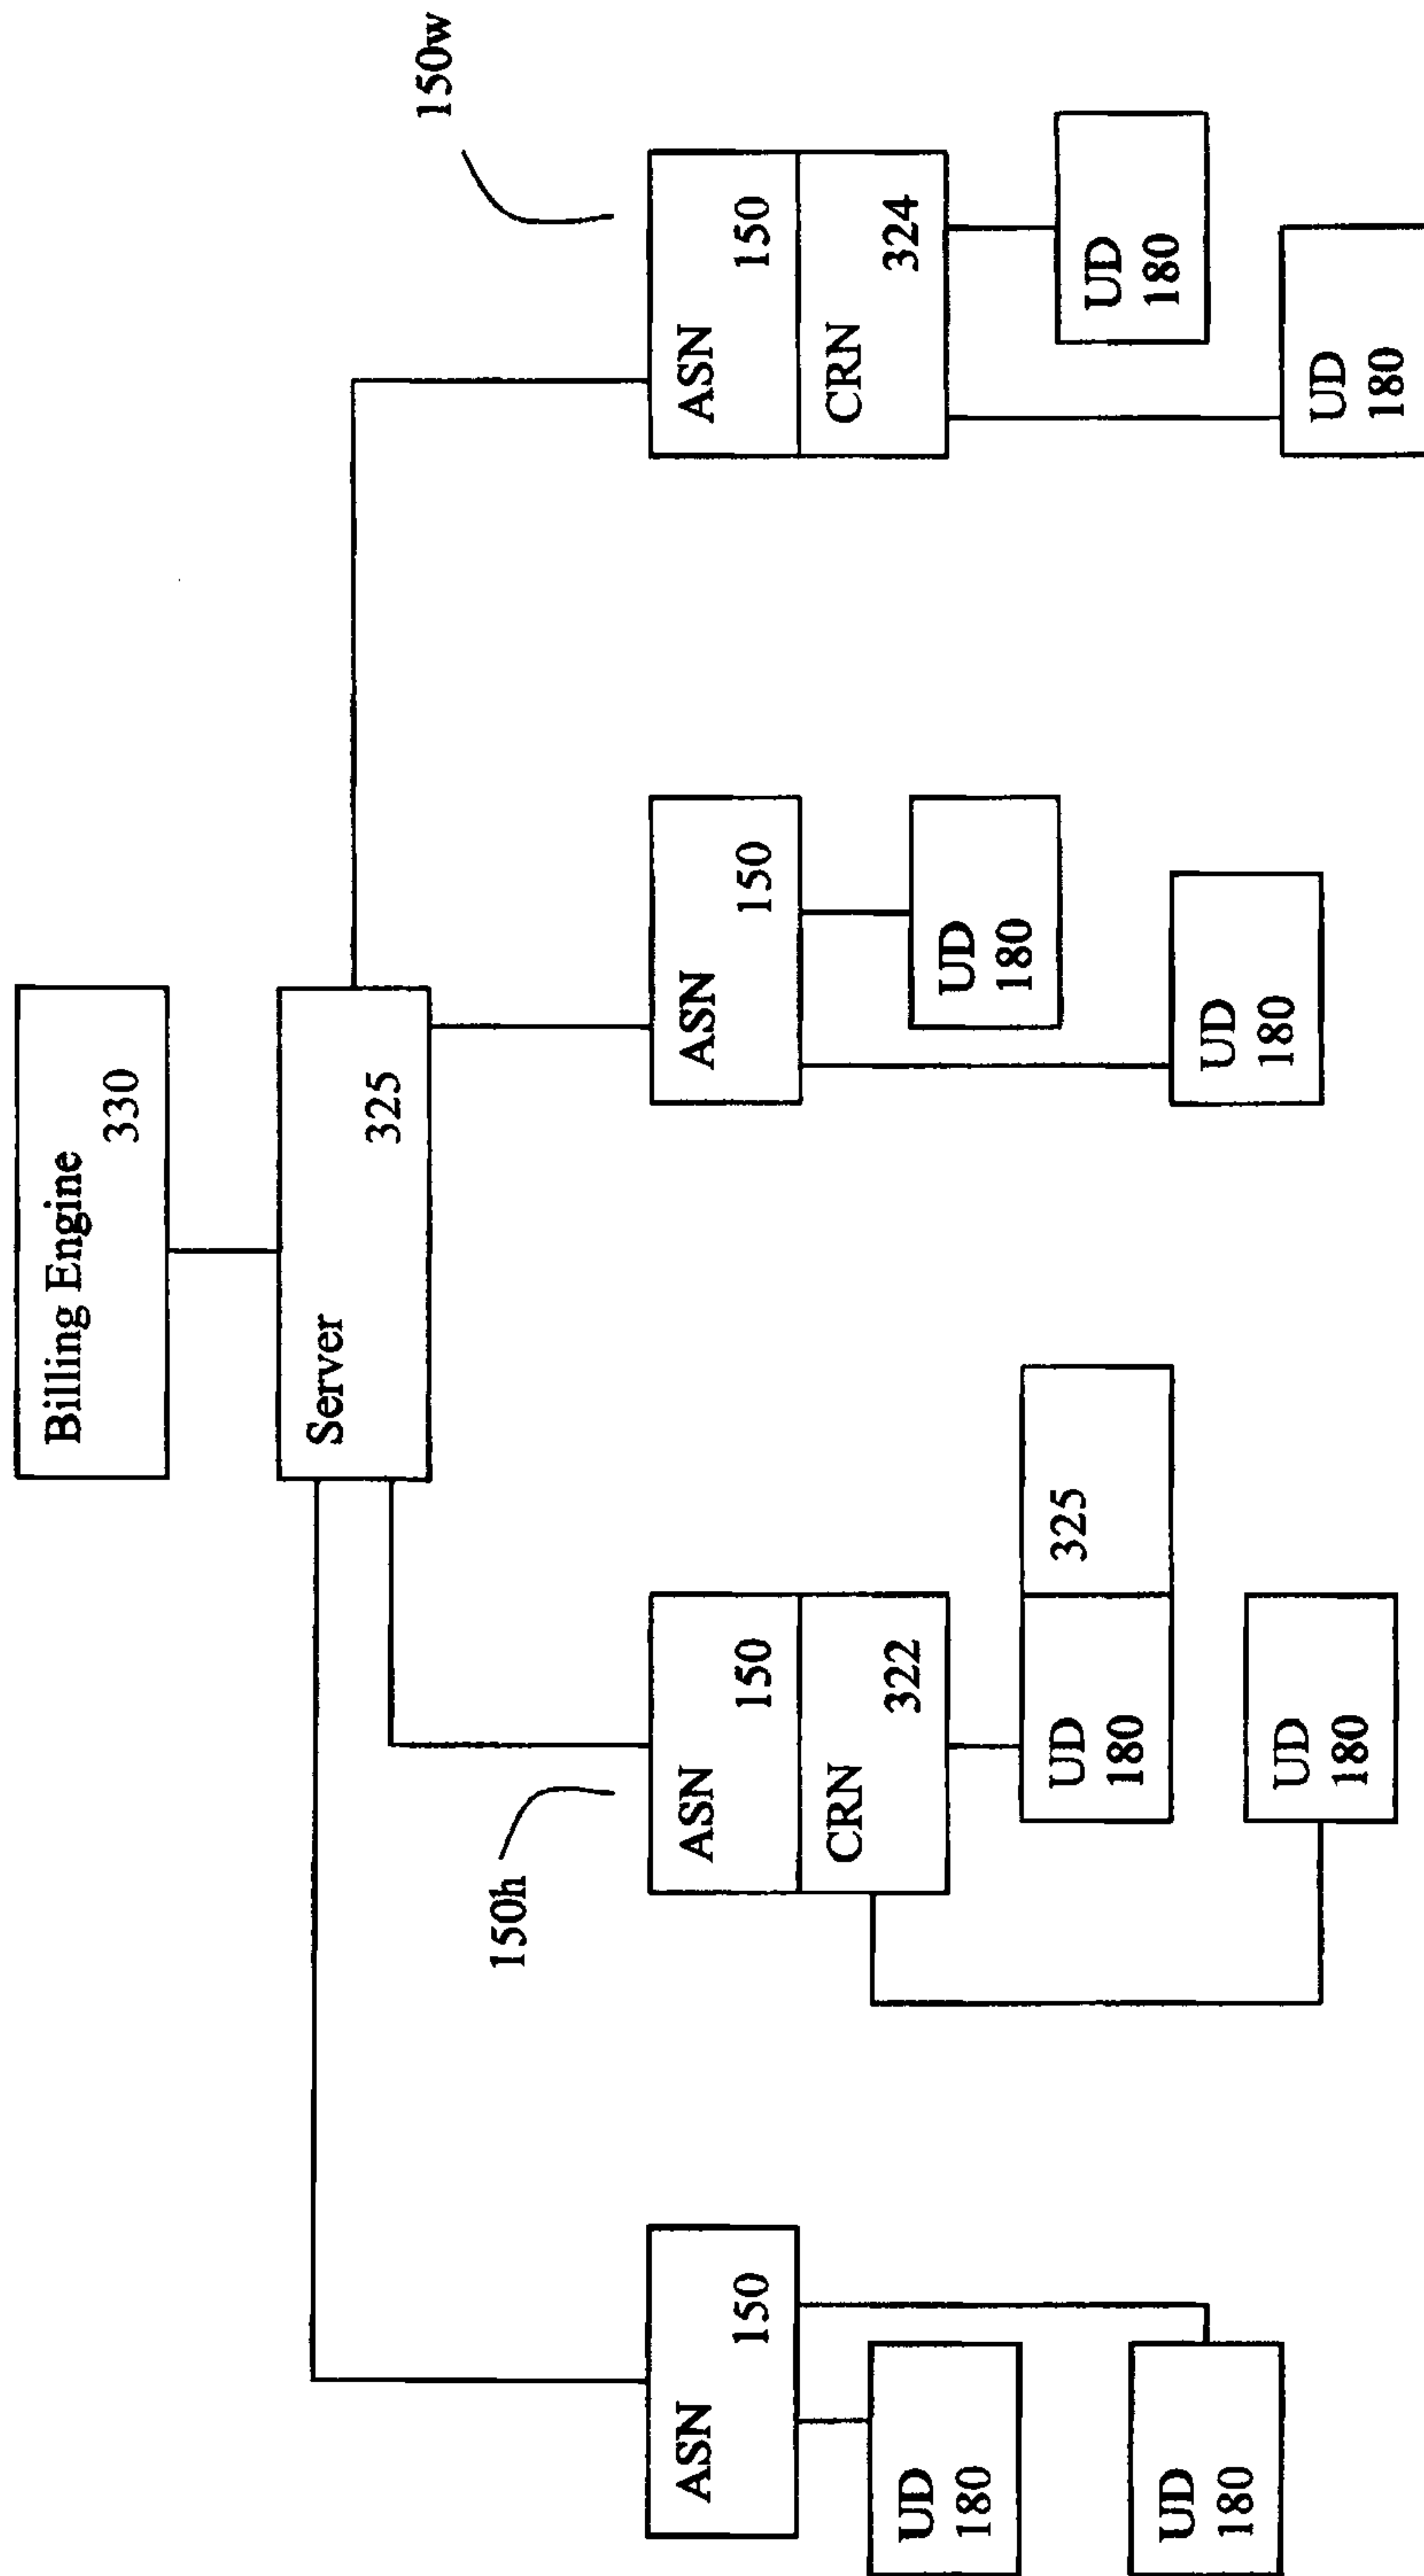 Billing Engine
330
Server
325
150h
150w
ASN
150
ASN
150
CRN
322
ASN
150
ASN
150
CRN
324
UD
180
UD
180
UD
180
325
UD
180
UD
180
UD
180
UD
180
UD
180